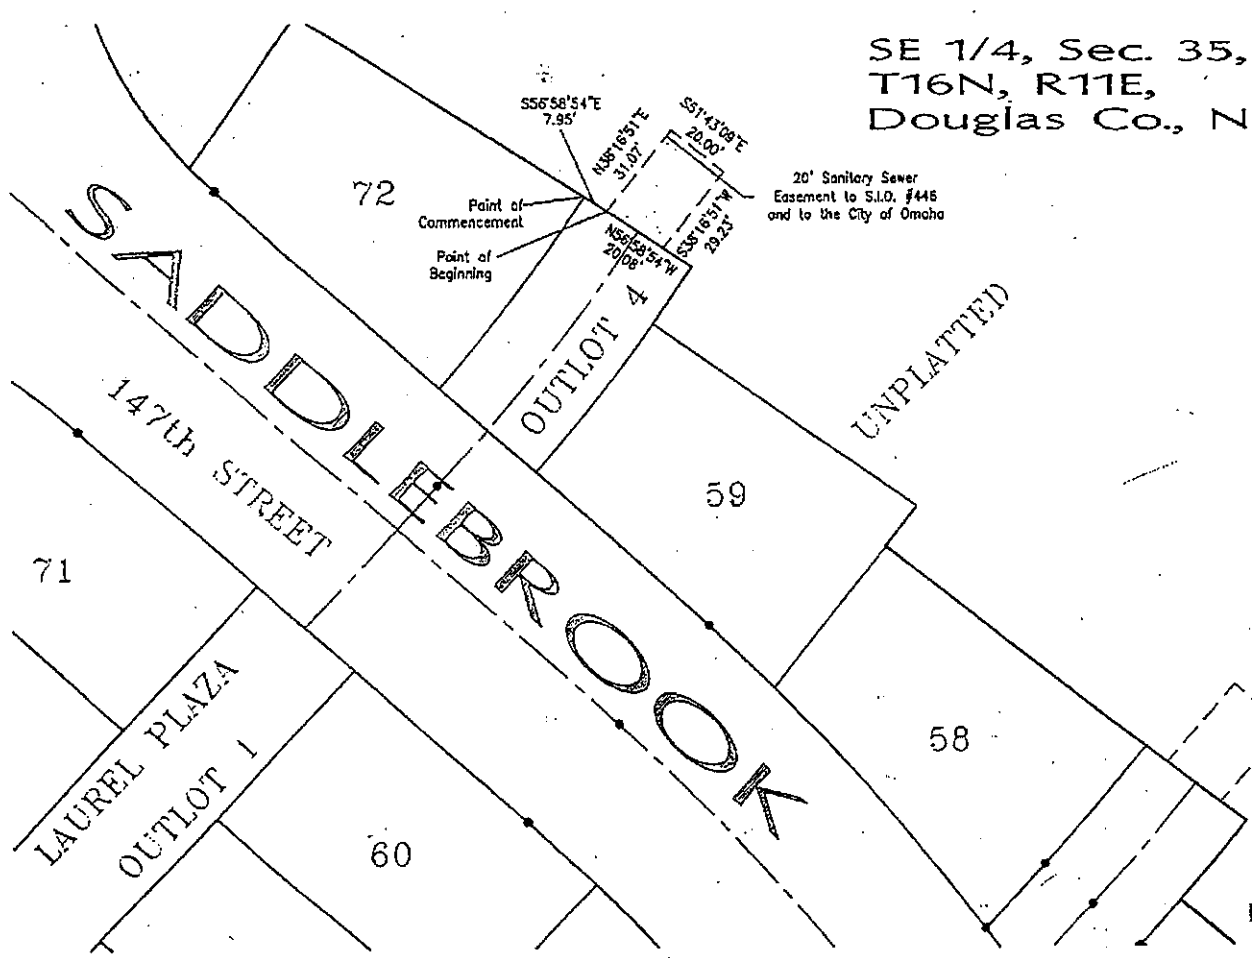 SE 1/4, Sec. 35,
T16N, R11E,
Douglas Co., N
S56°58'54"E
7.95'
N38°16'51"E
31.07'
S51°43'09"E
20.00'
20' Sanitary Sewer
Easement to S.I.D. #446
and to the City of Omaha
72
Point of
Commencement
Point of
Beginning
N56°58'54"W
20.08'
S38°16'51"W
29.23'
OUTLOT 4
UNPLATTED
SADDLEBROOK
147th STREET
59
71
58
LAUREL PLAZA
OUTLOT 1
60